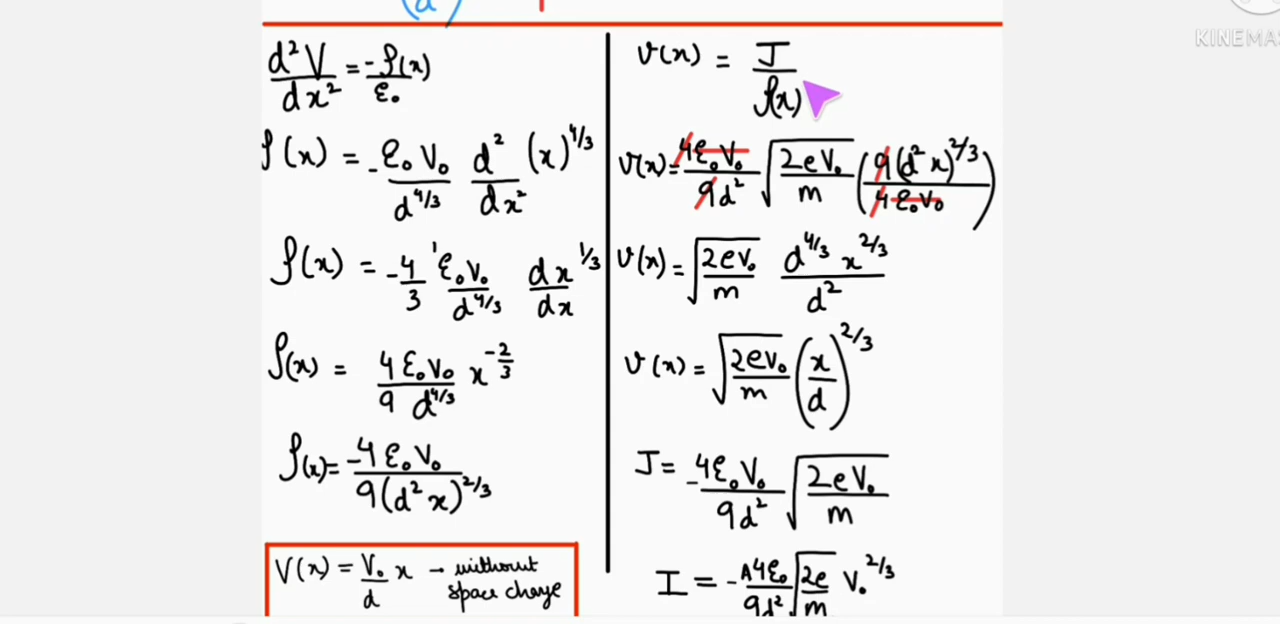 (d)
KINEMA
d²V/dx² = -ρ(x)/ε₀
ρ(x) = -ε₀V₀/d^4/3 d²/dx² (x)^4/3
ρ(x) = -4/3 ε₀V₀/d^4/3 dx^1/3/dx
ρ(x) = 4ε₀V₀/9 d^4/3 x^-2/3
ρ(x) = -4ε₀V₀/9(d²x)^2/3
V(x) = V₀/d x → without
space charge
v(x) = J/ρ(x)
v(x) = 4ε₀V₀/9d² √(2eV₀/m) (9(d²x)^2/3/4ε₀V₀)
v(x) = √(2eV₀/m) d^4/3 x^2/3/d²
v(x) = √(2eV₀/m) (x/d)^2/3
J = -4ε₀V₀/9d² √(2eV₀/m)
I = -A4ε₀/9d² √(2e/m) V₀^2/3